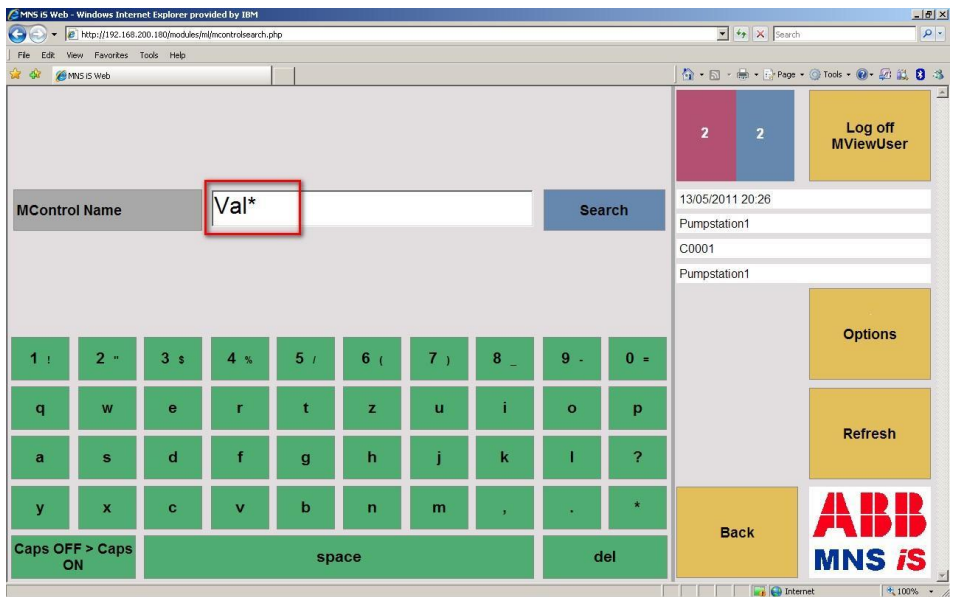 MNS iS Web - Windows Internet Explorer provided by IBM
http://192.168.200.180/modules/ml/mcontrolsearch.php
Search
File Edit View Favorites Tools Help
MNS iS Web
Page Tools
2 2
Log off
MViewUser
MControl Name
Val*
Search
13/05/2011 20:26
Pumpstation1
C0001
Pumpstation1
Options
1 ! 2 " 3 $ 4 % 5 / 6 ( 7 ) 8 _ 9 - 0 =
q w e r t z u i o p
Refresh
a s d f g h j k l ?
y x c v b n m , . *
Back
ABB
MNS iS
Caps OFF > Caps
ON
space
del
Internet
100%